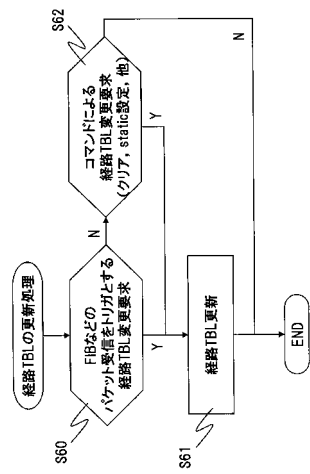 経路TBLの更新処理
S60
FIBなどの
パケット受信をトリガとする
経路TBL変更要求
N
Y
S62
コマンドによる
経路TBL変更要求
(クリア, static設定, 他)
N
Y
S61
経路TBL更新
END